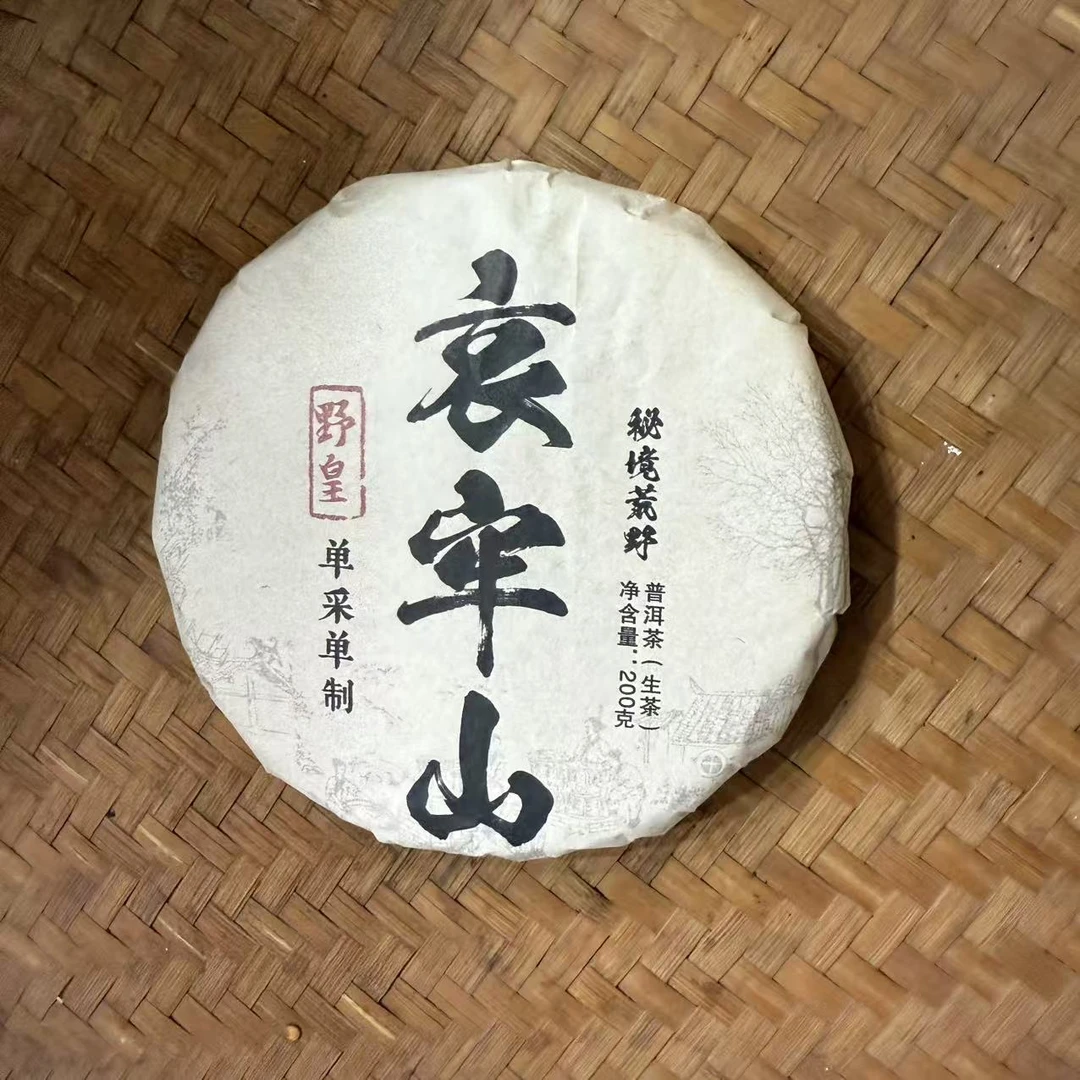 哀牢山
秘境荒野
普洱茶(生茶)
净含量:200克
野皇
单采单制